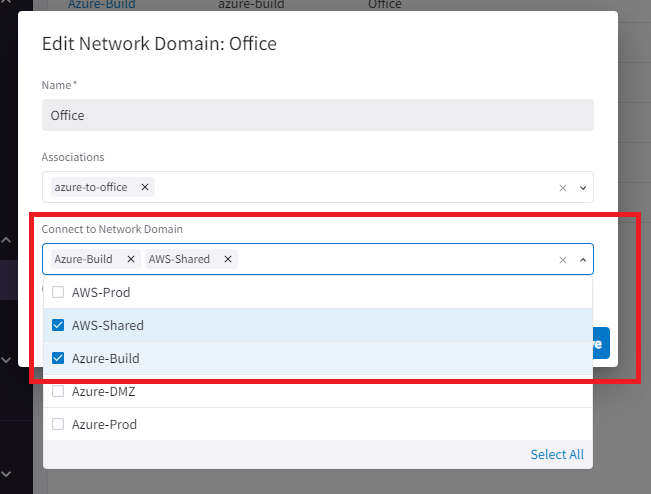 Azure-Build azure-build Office
Edit Network Domain: Office
Name*
Office
Associations
azure-to-office
Connect to Network Domain
Azure-Build AWS-Shared
AWS-Prod
AWS-Shared
Azure-Build
Azure-DMZ
Azure-Prod
Select All